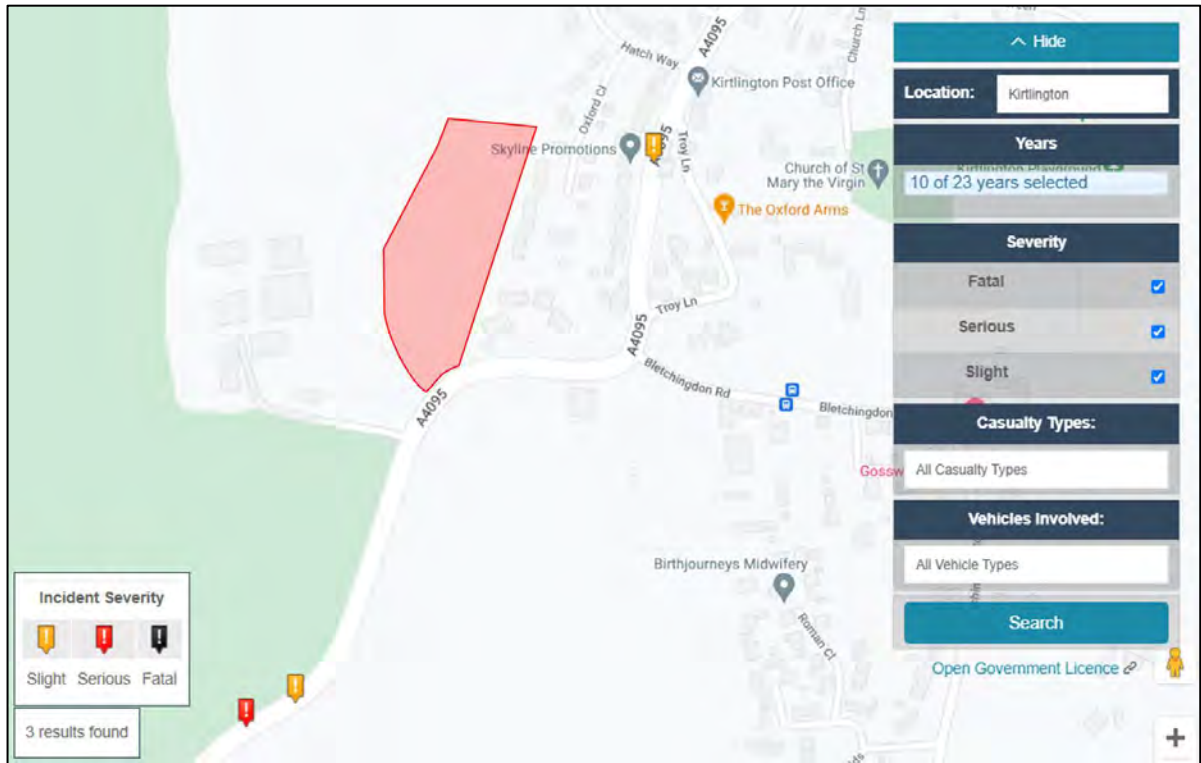 A4095
Hatch Way
Kirtlington Post Office
Oxford Cl
Skyline Promotions
Troy Ln
Church Ln
Church of St
Mary the Virgin
The Oxford Arms
Troy Ln
A4095
Bletchingdon Rd
Bletchingdon
A4095
Gossw
Birthjourneys Midwifery
Roman Cl
Hide
Location:
Kirtlington
Years
Kirtlington Playground
10 of 23 years selected
Severity
Fatal
Serious
Slight
Casualty Types:
All Casualty Types
Vehicles Involved:
All Vehicle Types
Search
Open Government Licence
Incident Severity
Slight Serious Fatal
3 results found
+